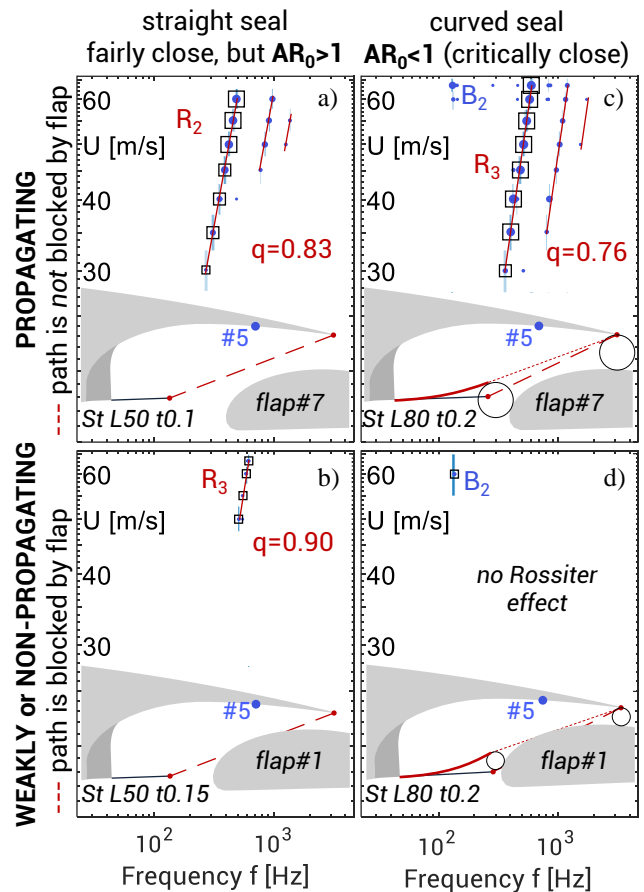 straight seal
fairly close, but AR₀>1
curved seal
AR₀<1 (critically close)
PROPAGATING
--- path is not blocked by flap
60
U [m/s]
40
30
R₂
a)
q=0.83
#5
flap#7
St L50 t0.1
60
U [m/s]
40
30
B₂
c)
R₃
q=0.76
#5
flap#7
St L80 t0.2
WEAKLY or NON-PROPAGATING
--- path is blocked by flap
60
U [m/s]
40
30
R₃
b)
q=0.90
#5
flap#1
St L50 t0.15
10²
10³
Frequency f [Hz]
60
U [m/s]
40
30
B₂
d)
no Rossiter
effect
#5
flap#1
St L80 t0.2
10²
10³
Frequency f [Hz]